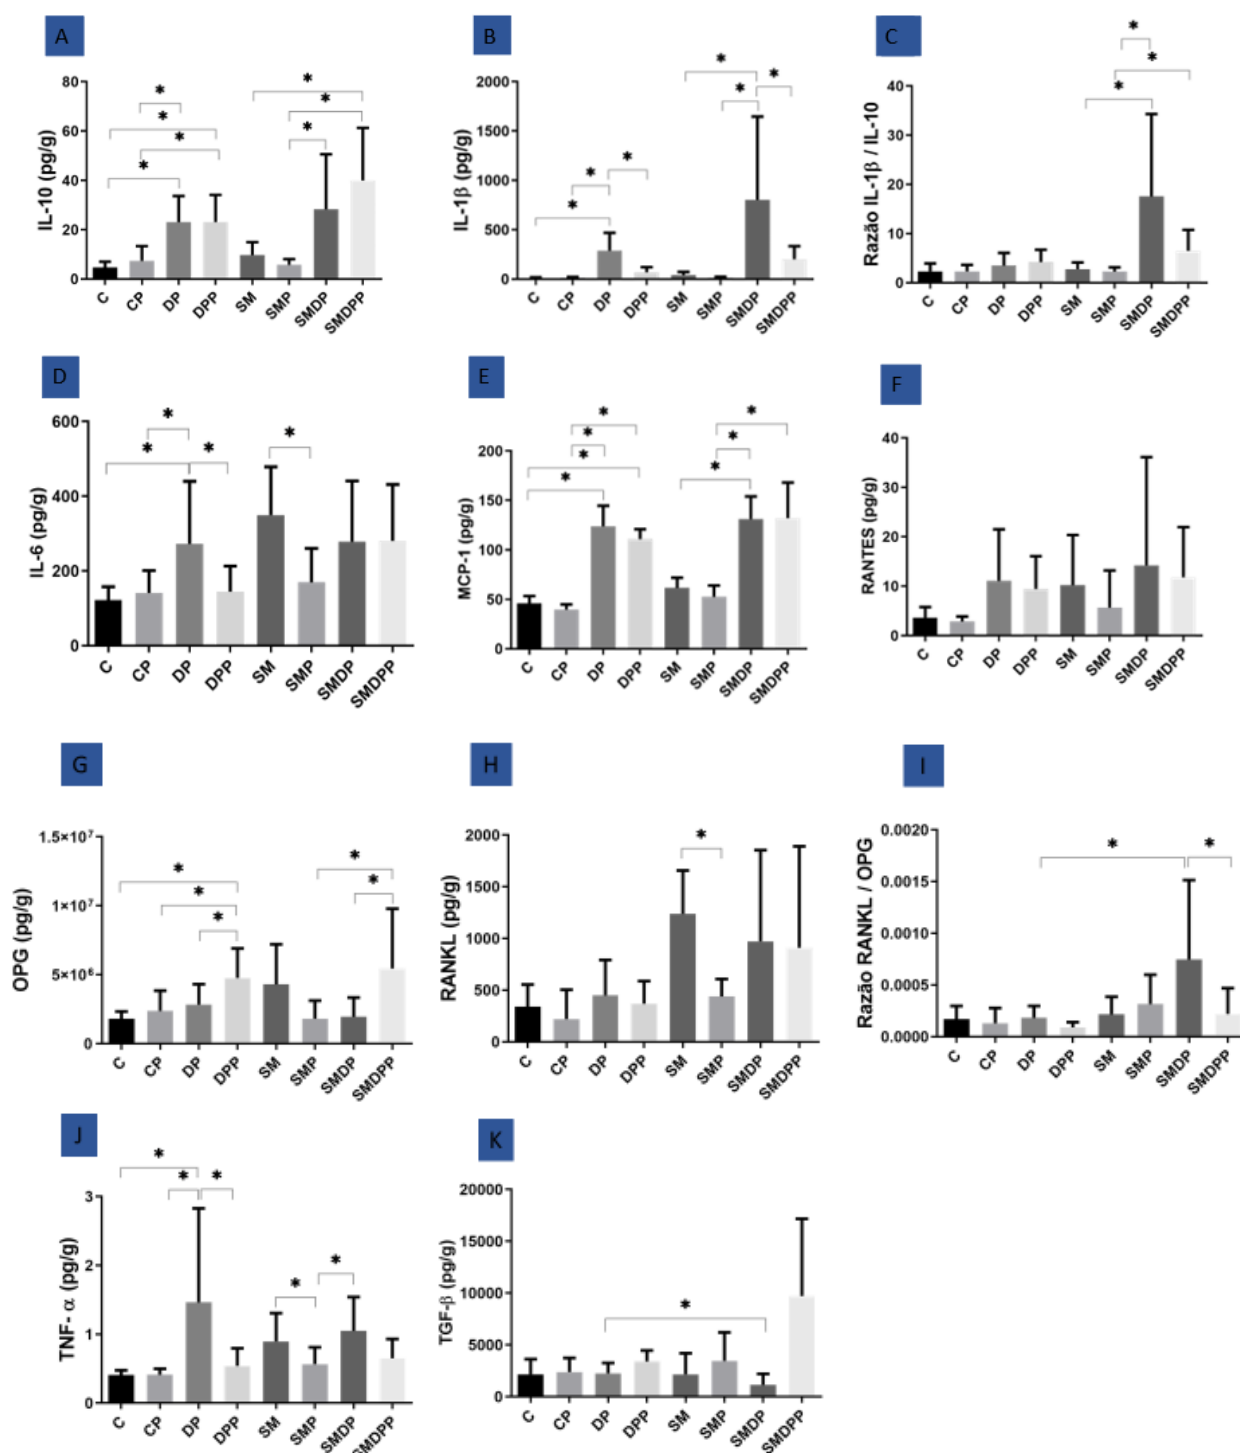 A
IL-10 (pg/g)
80
60
40
20
0
* * * * * * *
C CP DP DPP SM SMP SMDP SMDPP
B
IL-1β (pg/g)
2000
1500
1000
500
0
* * * * * *
C CP DP DPP SM SMP SMDP SMDPP
C
Razão IL-1β / IL-10
40
30
20
10
0
* * *
C CP DP DPP SM SMP SMDP SMDPP
D
IL-6 (pg/g)
600
400
200
0
* * * *
C CP DP DPP SM SMP SMDP SMDPP
E
MCP-1 (pg/g)
200
150
100
50
0
* * * * * * *
C CP DP DPP SM SMP SMDP SMDPP
F
RANTES (pg/g)
40
30
20
10
0
C CP DP DPP SM SMP SMDP SMDPP
G
OPG (pg/g)
1.5×10⁷
1×10⁷
5×10⁶
0
* * * * *
C CP DP DPP SM SMP SMDP SMDPP
H
RANKL (pg/g)
2000
1500
1000
500
0
*
C CP DP DPP SM SMP SMDP SMDPP
I
Razão RANKL / OPG
0.0020
0.0015
0.0010
0.0005
0.0000
* *
C CP DP DPP SM SMP SMDP SMDPP
J
TNF- α (pg/g)
3
2
1
0
* * * * *
C CP DP DPP SM SMP SMDP SMDPP
K
TGF-β (pg/g)
20000
15000
10000
5000
0
*
C CP DP DPP SM SMP SMDP SMDPP